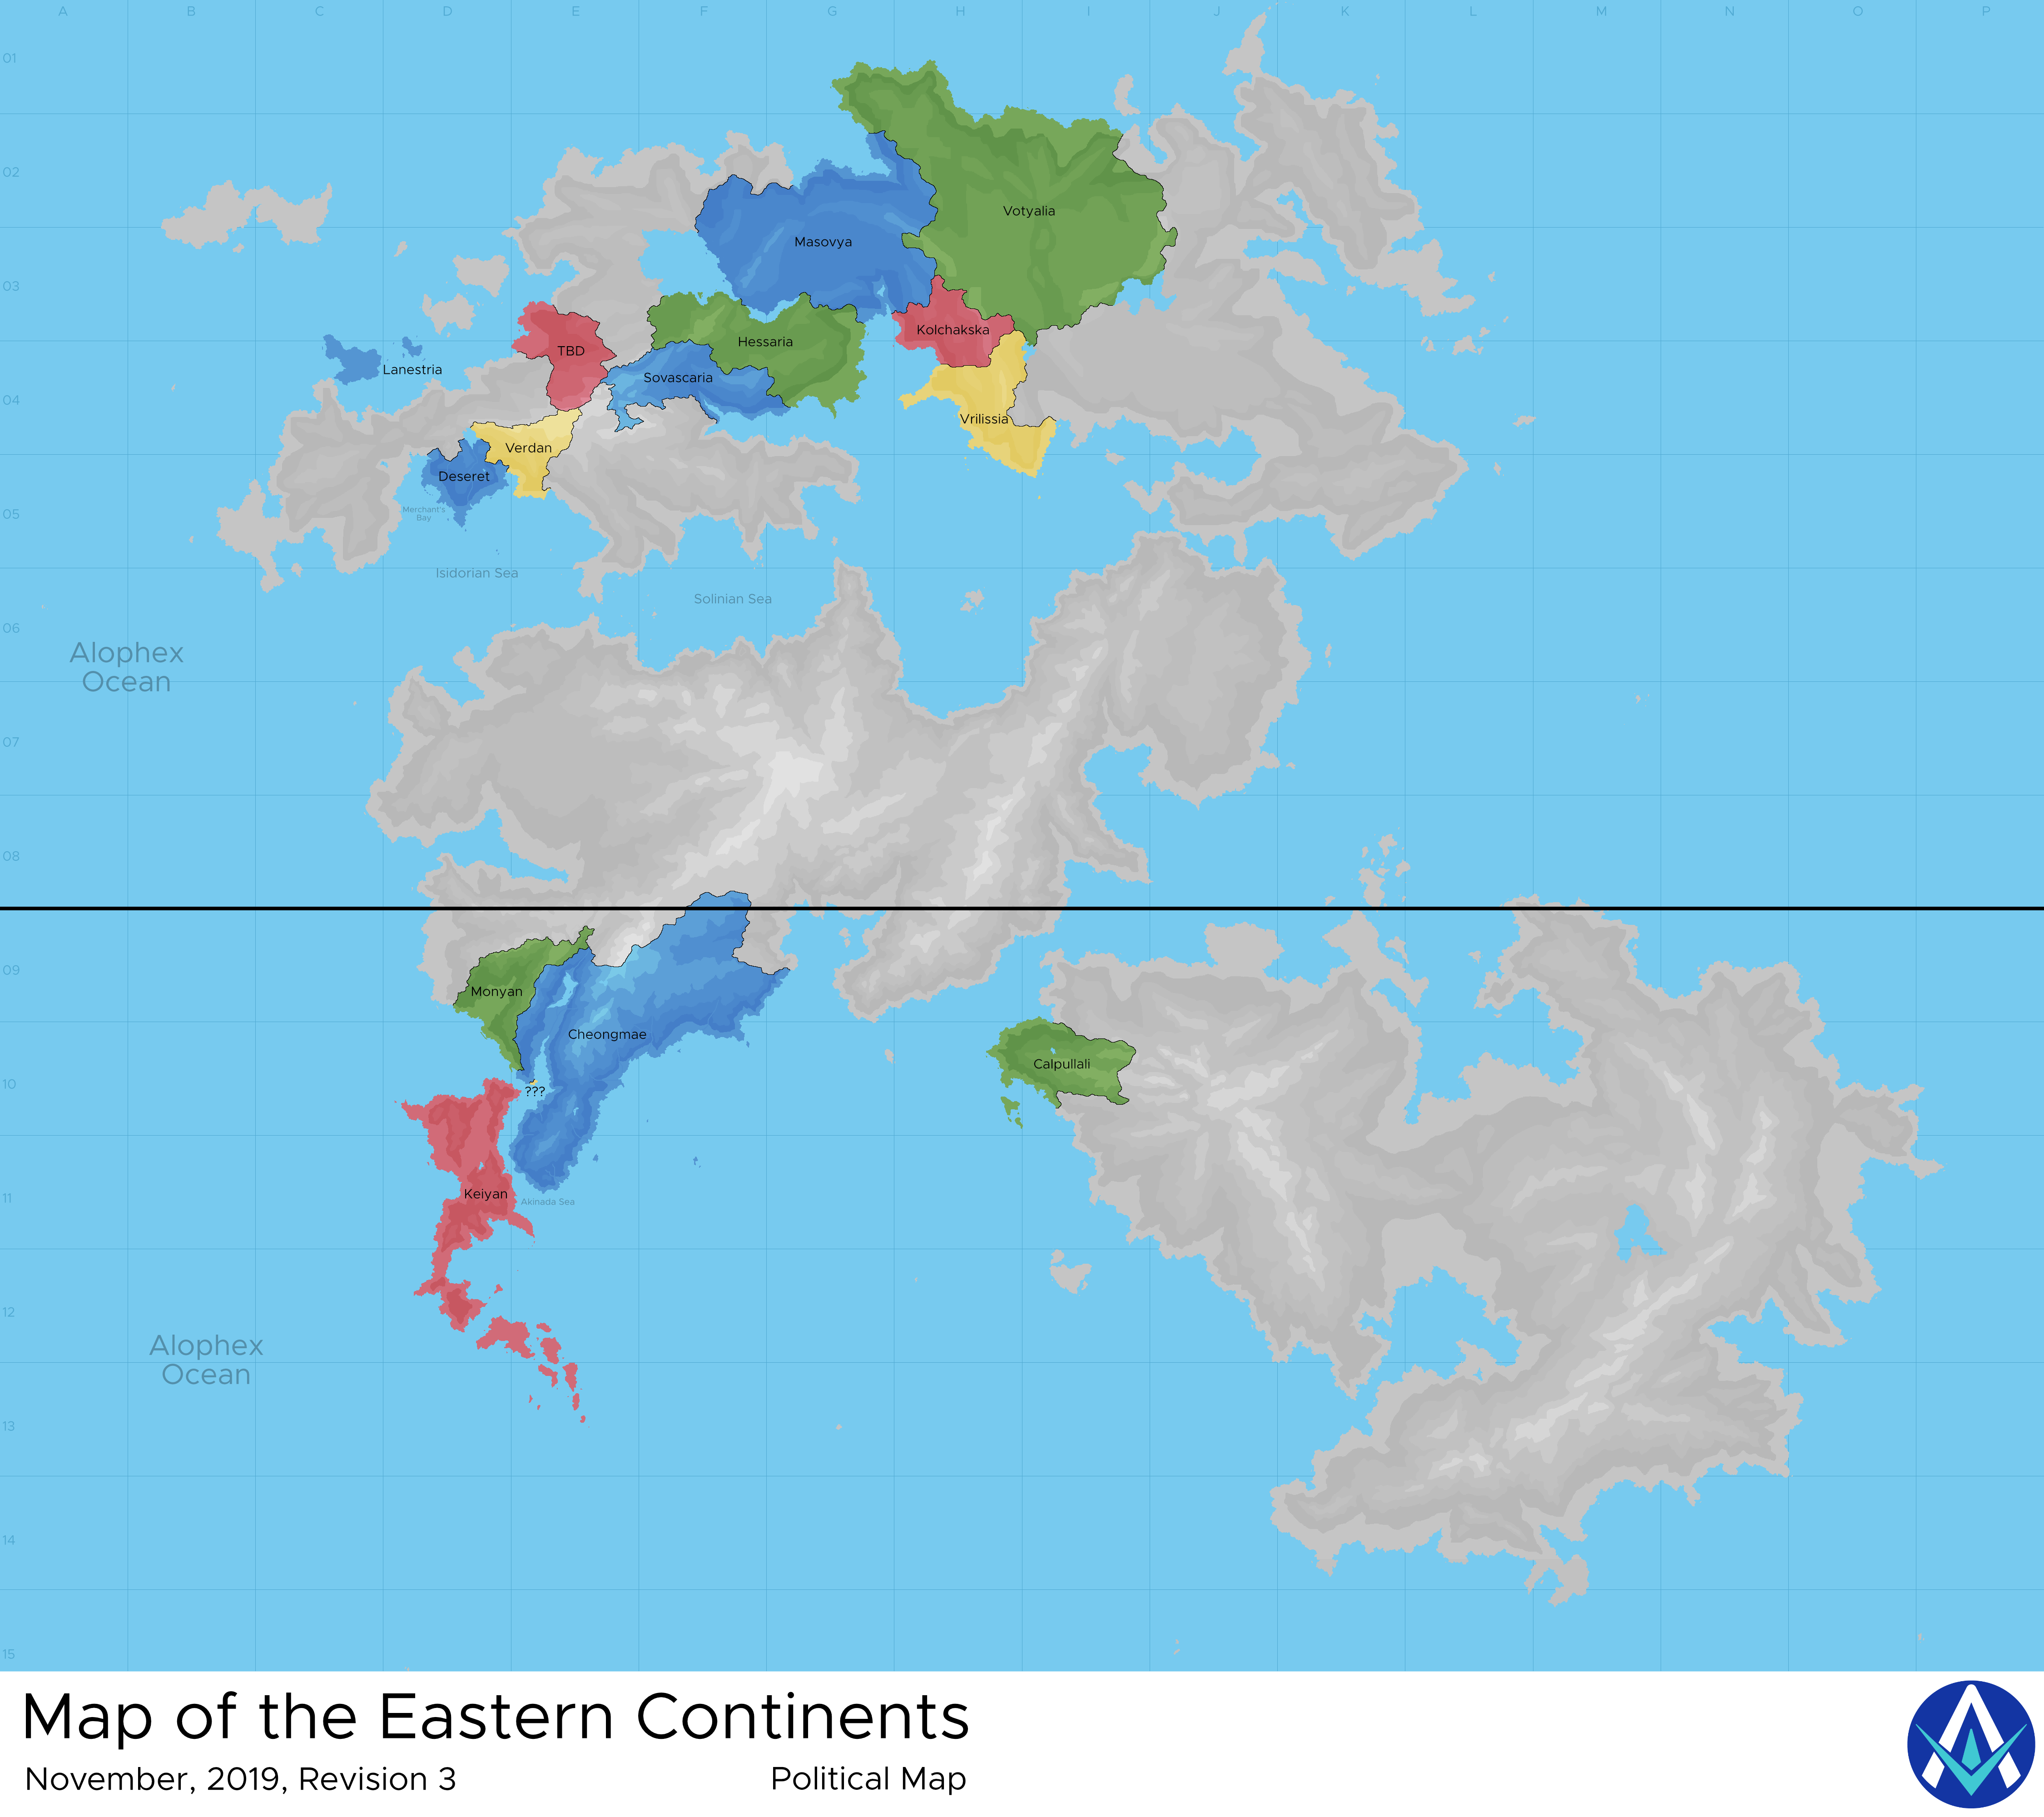 A B C D E F G H I J K L M N O P
01
02
Votyalia
Masovya
03
Kolchakska
Hessaria
TBD
Lanestria
Sovascaria
04
Vrilissia
Verdan
Deseret
Merchant's
Bay
05
Isidorian Sea
Solinian Sea
06
Alophex
Ocean
07
08
09
Monyan
Cheongmae
Calpullali
10
???
11
Keiyan
Akinada Sea
12
Alophex
Ocean
13
14
15
Map of the Eastern Continents
November, 2019, Revision 3
Political Map